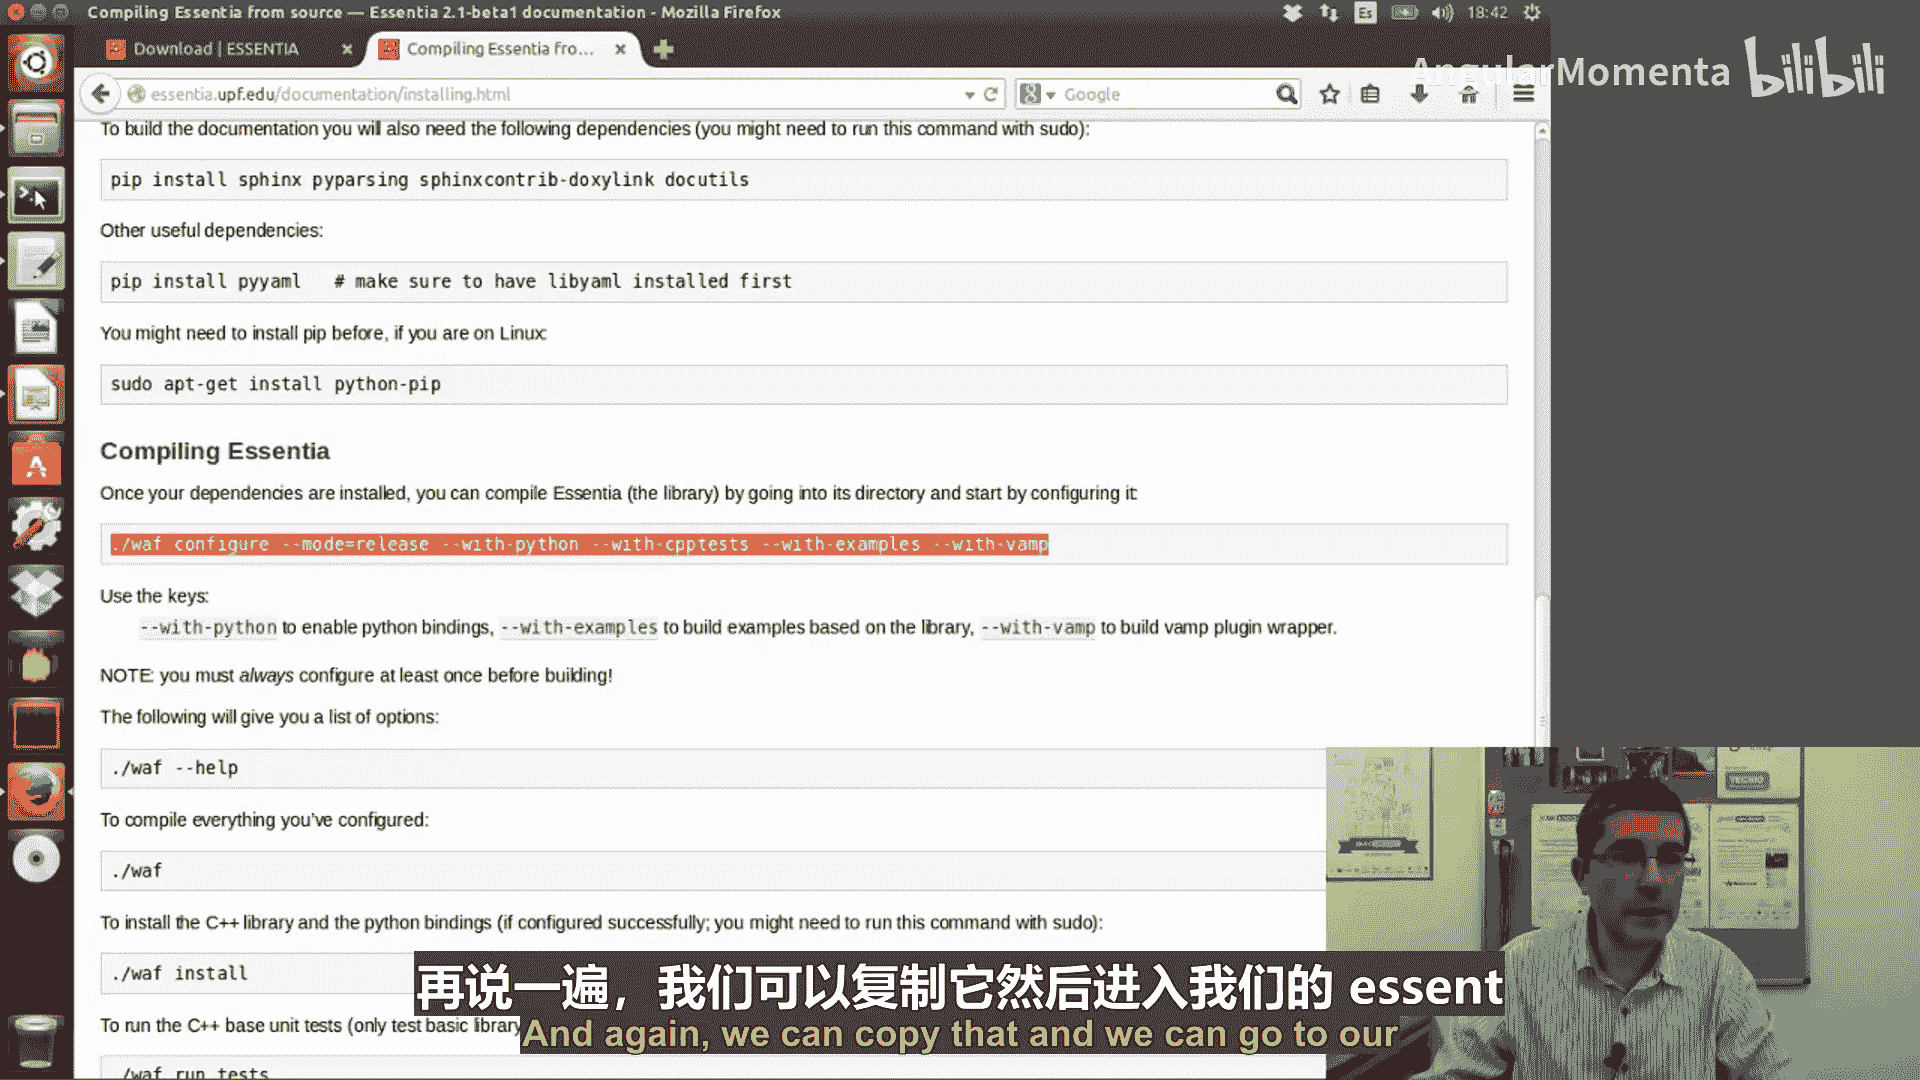 Compiling Essentia from source — Essentia 2.1-beta1 documentation - Mozilla Firefox
Es
18:42
Download | ESSENTIA
Compiling Essentia fro...
AngularMomenta bilibili
essentia.upf.edu/documentation/installing.html
Google
To build the documentation you will also need the following dependencies (you might need to run this command with sudo):
pip install sphinx pyparsing sphinxcontrib-doxylink docutils
Other useful dependencies:
pip install pyyaml # make sure to have libyaml installed first
You might need to install pip before, if you are on Linux:
sudo apt-get install python-pip
Compiling Essentia
Once your dependencies are installed, you can compile Essentia (the library) by going into its directory and start by configuring it:
./waf configure --mode=release --with-python --with-cpptests --with-examples --with-vamp
Use the keys:
--with-python to enable python bindings, --with-examples to build examples based on the library, --with-vamp to build vamp plugin wrapper.
NOTE: you must always configure at least once before building!
The following will give you a list of options:
./waf --help
To compile everything you've configured:
./waf
To install the C++ library and the python bindings (if configured successfully; you might need to run this command with sudo):
./waf install
再说一遍，我们可以复制它然后进入我们的 essent
To run the C++ base unit tests (only test basic library
And again, we can copy that and we can go to our
./waf run_tests